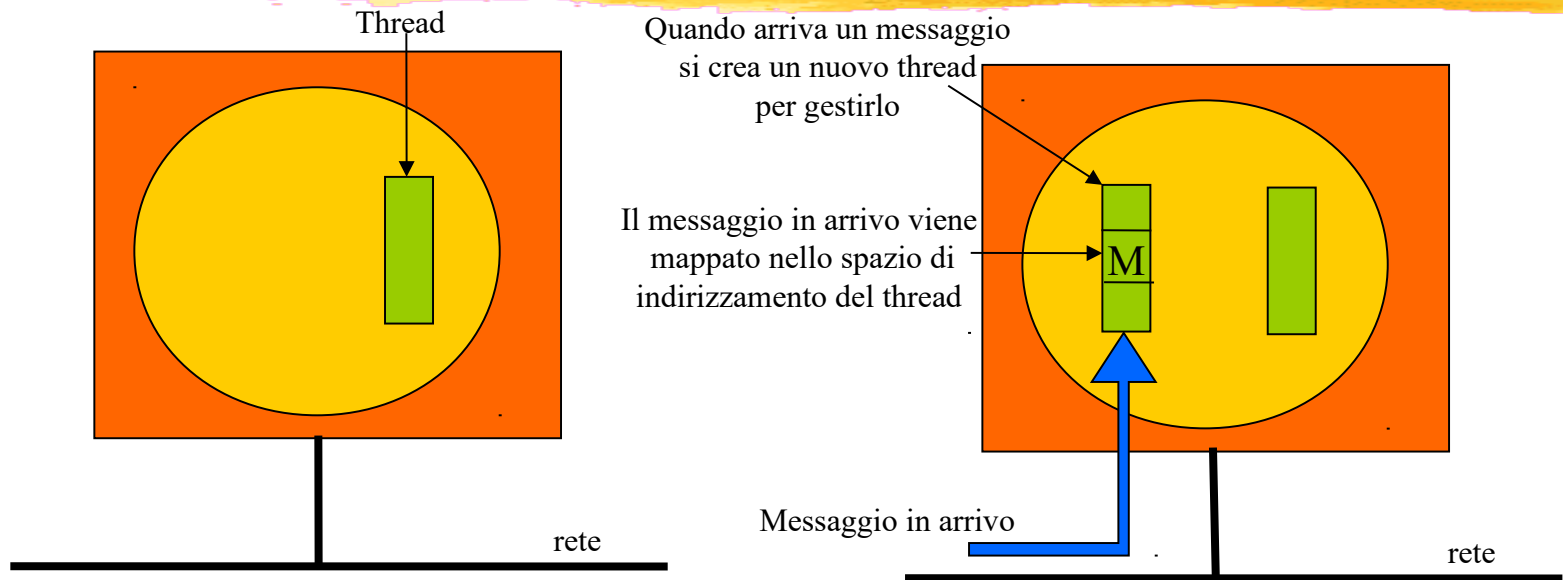 Thread
Quando arriva un messaggio
si crea un nuovo thread
per gestirlo
Il messaggio in arrivo viene
mappato nello spazio di
indirizzamento del thread
M
Messaggio in arrivo
rete
rete